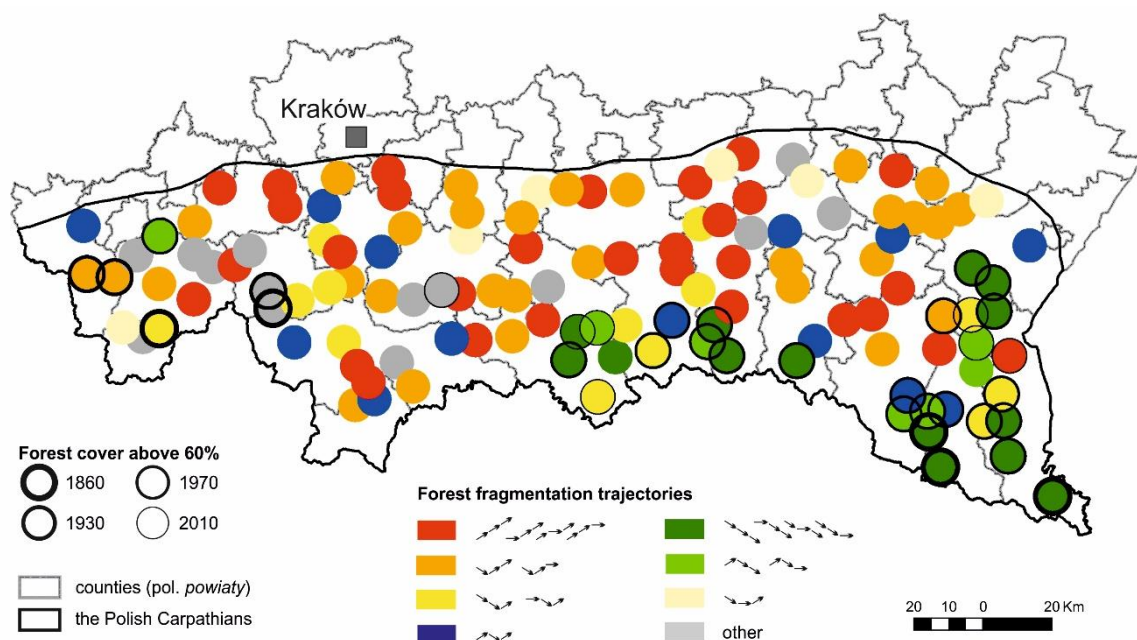 Kraków
Forest cover above 60%
1860 1970
1930 2010
counties (pol. powiaty)
the Polish Carpathians
Forest fragmentation trajectories
other
20 10 0 20 Km